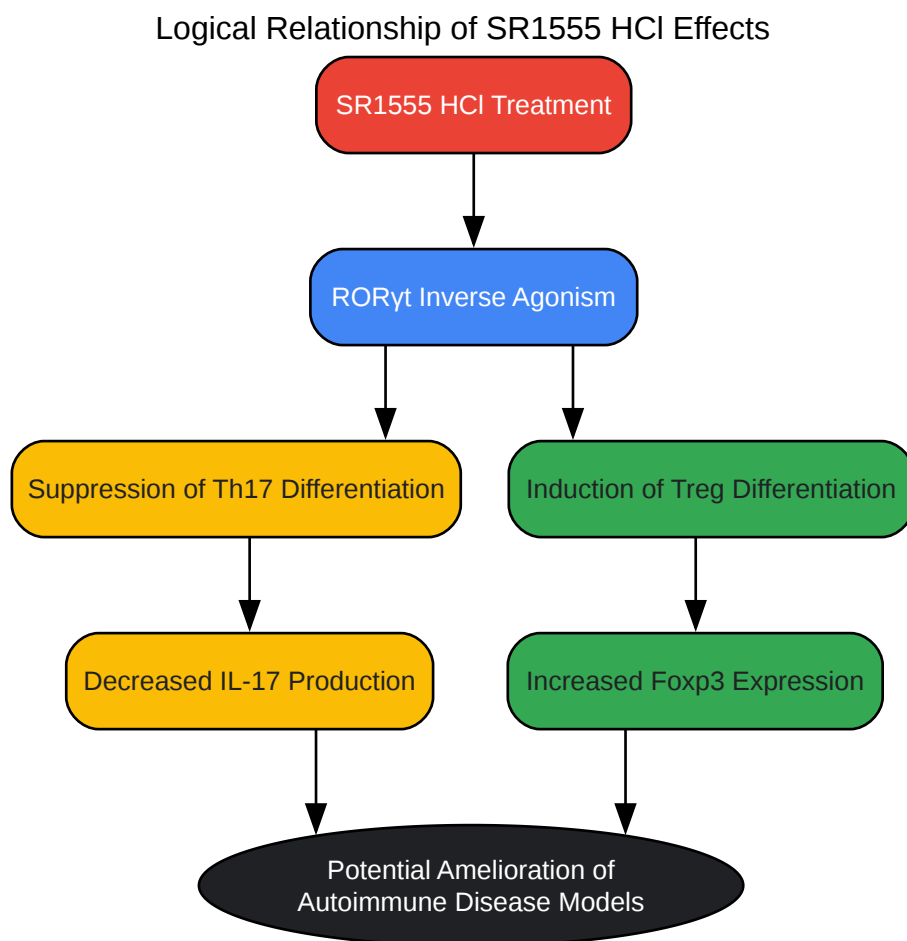 Logical Relationship of SR1555 HCl Effects
SR1555 HCl Treatment
RORγt Inverse Agonism
Suppression of Th17 Differentiation
Induction of Treg Differentiation
Decreased IL-17 Production
Increased Foxp3 Expression
Potential Amelioration of
Autoimmune Disease Models